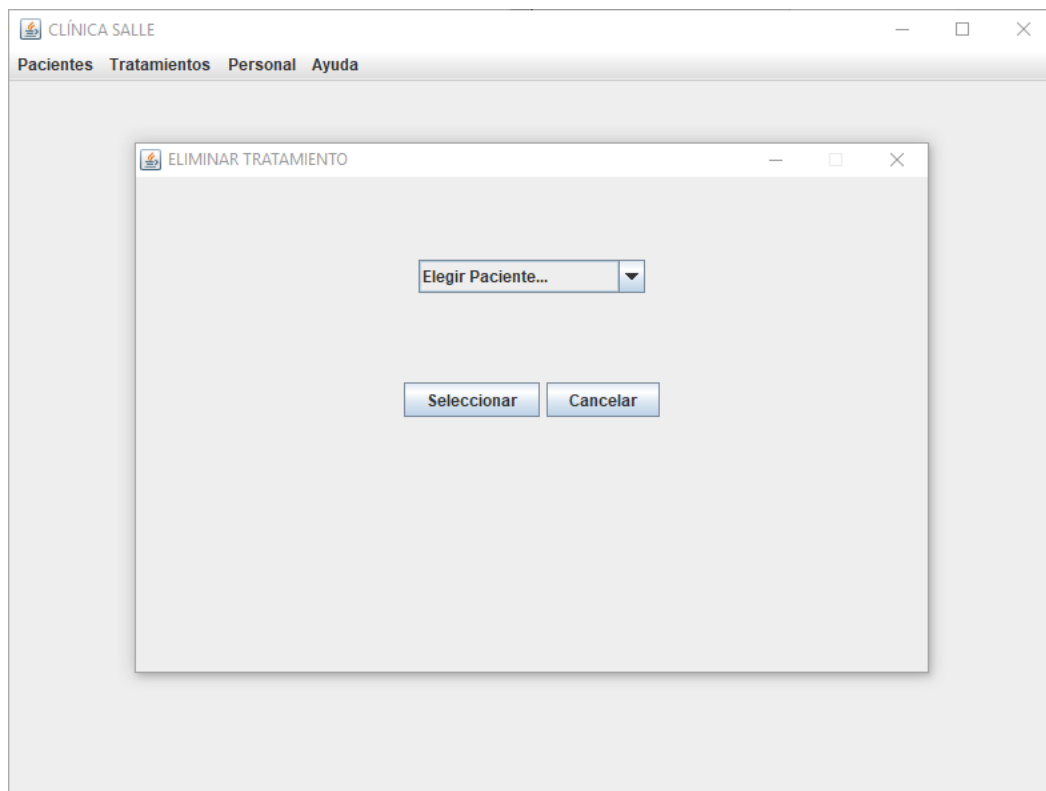 CLÍNICA SALLE
Pacientes Tratamientos Personal Ayuda
ELIMINAR TRATAMIENTO
Elegir Paciente...
Seleccionar Cancelar